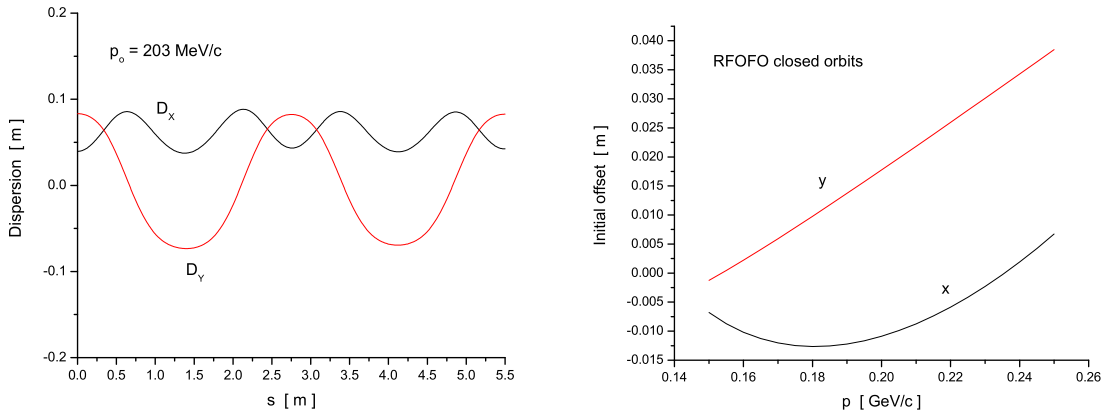 0.2
0.1
0.0
-0.1
-0.2
Dispersion [ m ]
p_o = 203 MeV/c
D_X
D_Y
0.0 0.5 1.0 1.5 2.0 2.5 3.0 3.5 4.0 4.5 5.0 5.5
s [ m ]
0.040
0.035
0.030
0.025
0.020
0.015
0.010
0.005
0.000
-0.005
-0.010
-0.015
Initial offset [ m ]
RFOFO closed orbits
y
x
0.14 0.16 0.18 0.20 0.22 0.24 0.26
p [ GeV/c ]